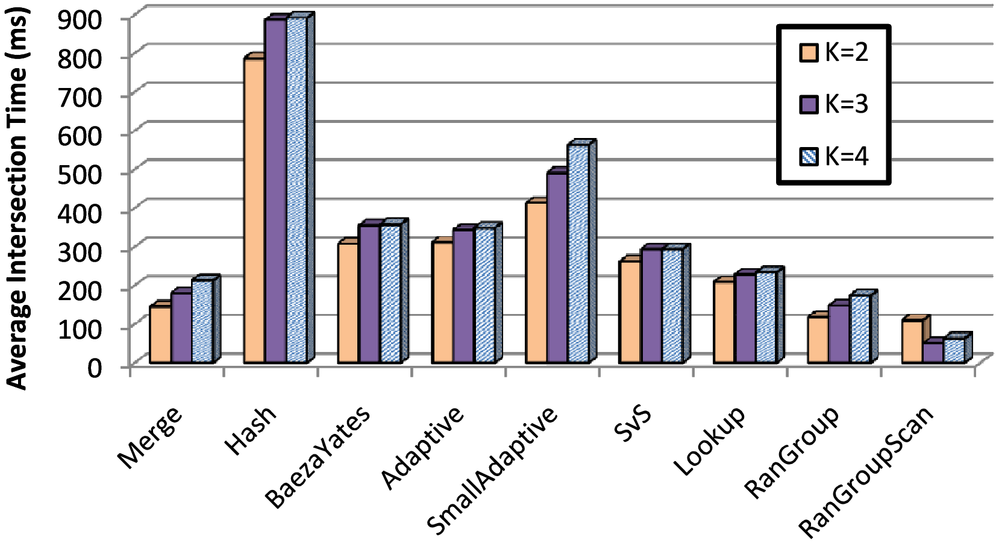 Average Intersection Time (ms)
900
800
700
600
500
400
300
200
100
0
K=2
K=3
K=4
Merge
Hash
BaezaYates
Adaptive
SmallAdaptive
SvS
Lookup
RanGroup
RanGroupScan